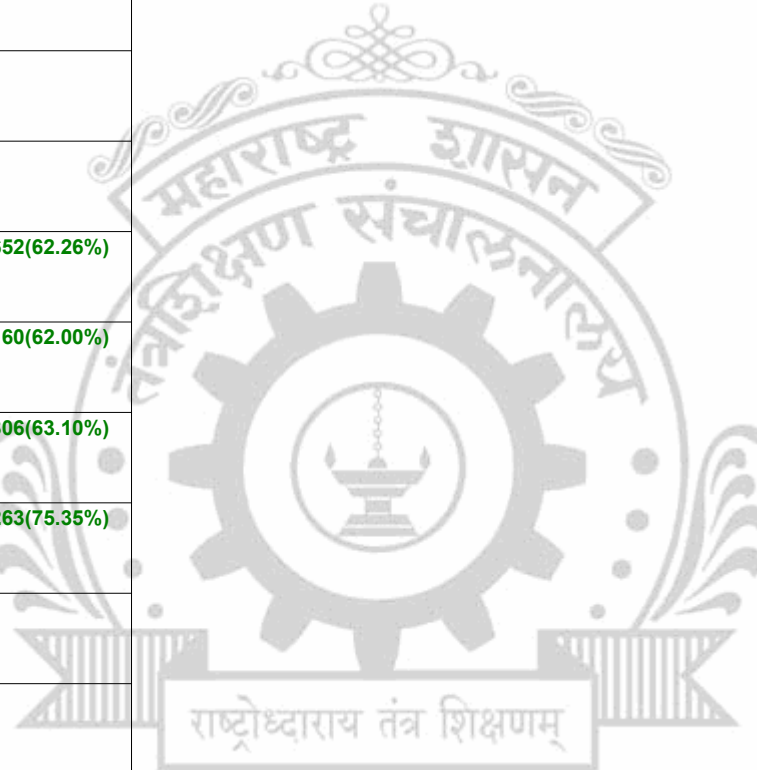 महाराष्ट्र शासन
तंत्रशिक्षण संचालनालय
52(62.26%)
60(62.00%)
06(63.10%)
63(75.35%)
राष्ट्रोध्दाराय तंत्र शिक्षणम्